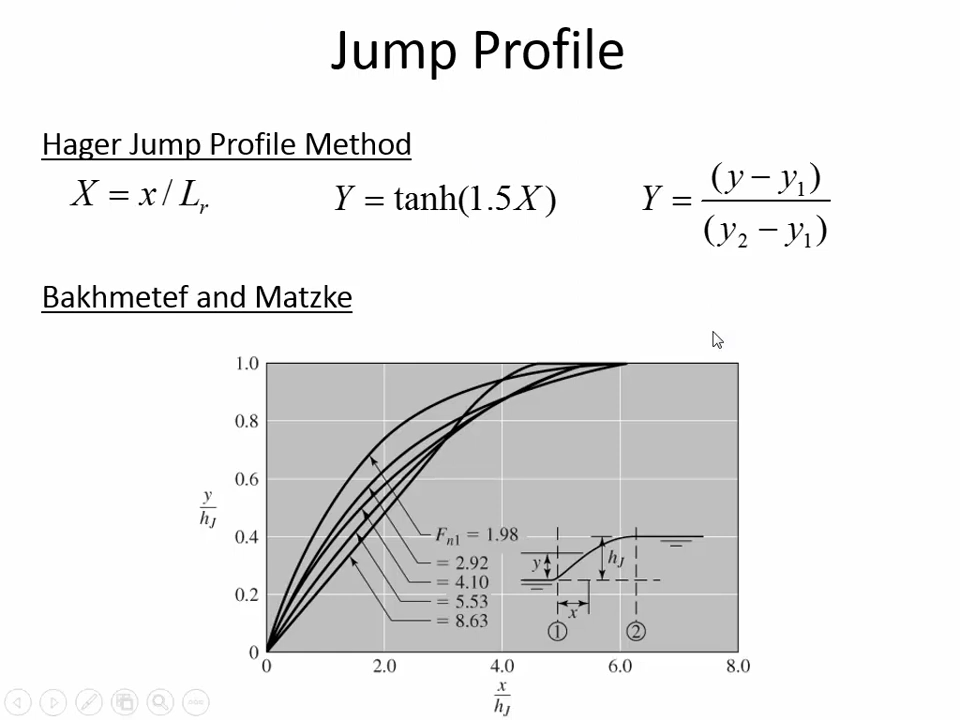 Jump Profile
Hager Jump Profile Method
X = x / L_r
Y = tanh(1.5X)
Y = (y − y_1) / (y_2 − y_1)
Bakhmetef and Matzke
1.0
0.8
0.6
0.4
0.2
0
y / h_J
F_n1 = 1.98
= 2.92
= 4.10
= 5.53
= 8.63
y
h_J
x
① ②
0 2.0 4.0 6.0 8.0
x / h_J